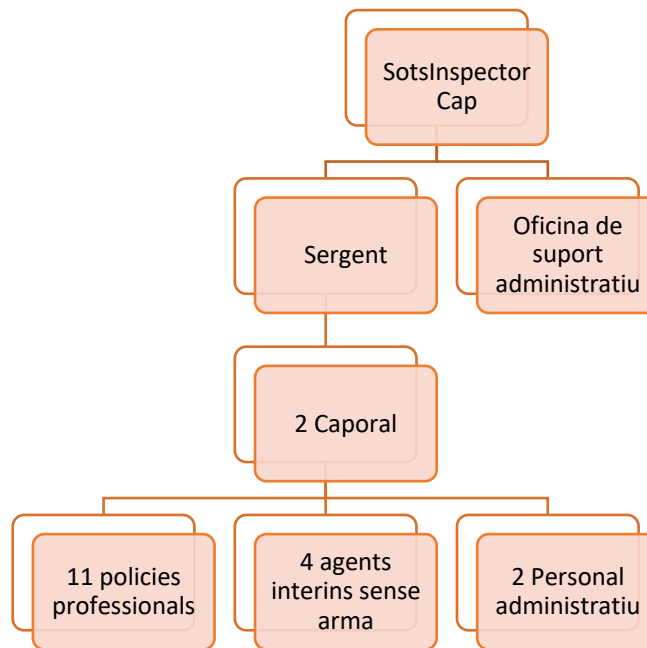 SotsInspector
Cap
Sergent
Oficina de
suport
administratiu
2 Caporal
11 policies
professionals
4 agents
interins sense
arma
2 Personal
administratiu